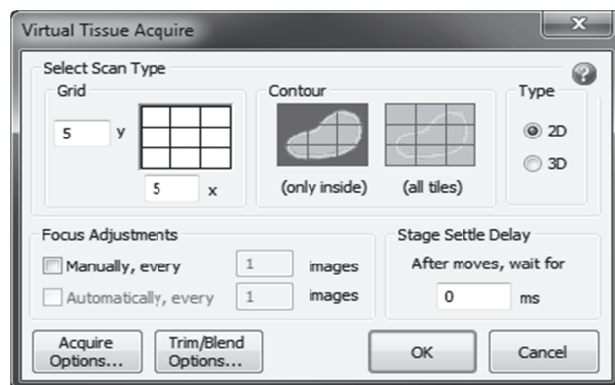 Virtual Tissue Acquire
x
Select Scan Type
?
Grid
Contour
Type
5 y
5 x
(only inside)
(all tiles)
2D
3D
Focus Adjustments
Manually, every 1 images
Automatically, every 1 images
Stage Settle Delay
After moves, wait for
0 ms
Acquire
Options...
Trim/Blend
Options...
OK
Cancel